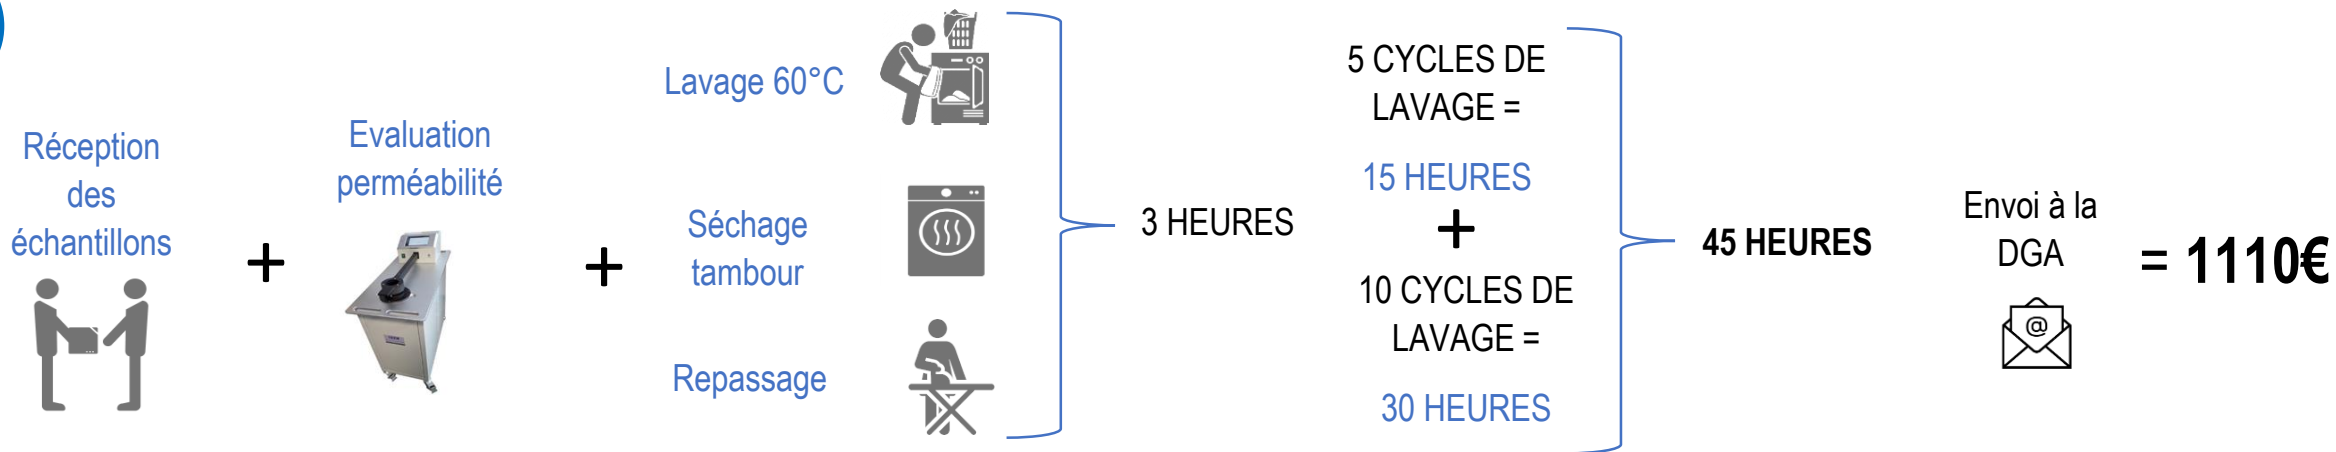 Réception
des
échantillons
+
Evaluation
perméabilité
+
Lavage 60°C
Séchage
tambour
Repassage
3 HEURES
5 CYCLES DE
LAVAGE =
15 HEURES
+
10 CYCLES DE
LAVAGE =
30 HEURES
45 HEURES
Envoi à la
DGA
@
= 1110€